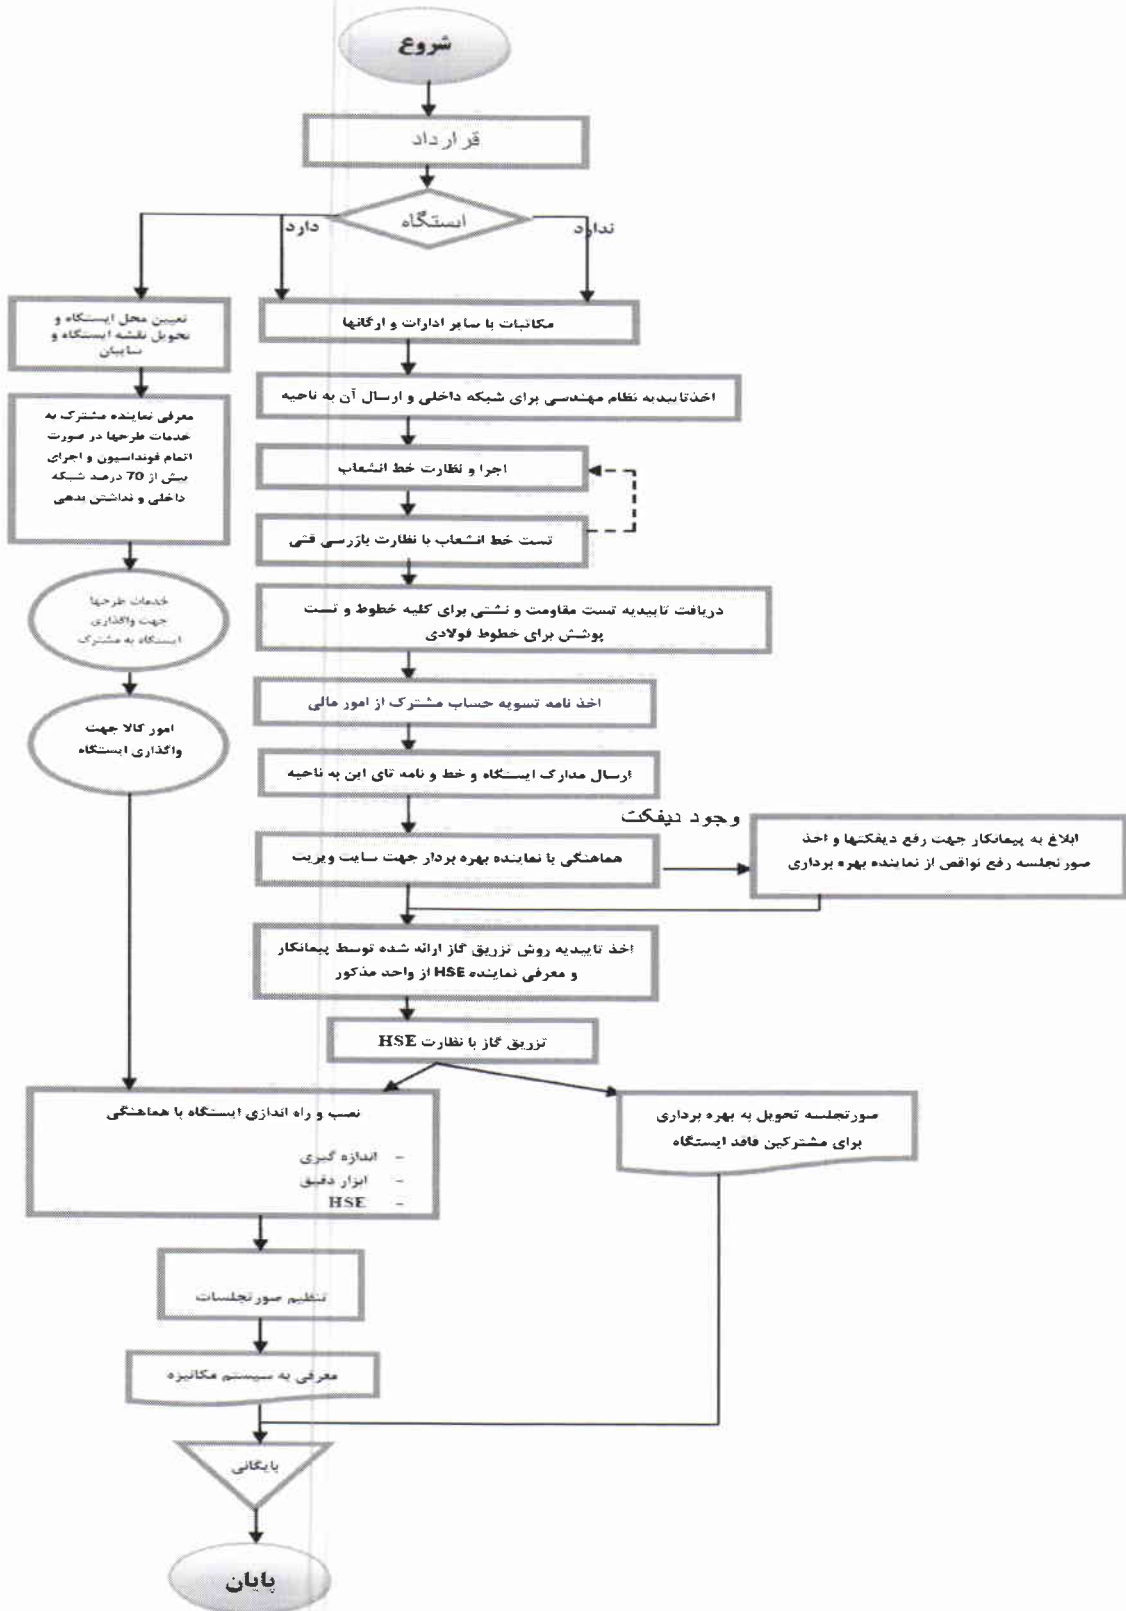 شروع
قرارداد
ایستگاه
دارد
ندارد
تعیین محل ایستگاه و
تحویل نقشه ایستگاه و
سایبان
مکاتبات با سایر ادارات و ارگانها
معرفی نماینده مشترک به
خدمات طرحها در صورت
اتمام فونداسیون و اجرای
بیش از 70 درصد شبکه
داخلی و نداشتن بدهی
اخذتاییدیه نظام مهندسی برای شبکه داخلی و ارسال آن به ناحیه
اجرا و نظارت خط انشعاب
تست خط انشعاب با نظارت بازرسی فنی
خدمات طرحها
جهت واگذاری
ایستگاه به مشترک
دریافت تاییدیه تست مقاومت و نشتی برای کلیه خطوط و تست
پوشش برای خطوط فولادی
اخذ نامه تسویه حساب مشترک از امور مالی
امور کالا جهت
واگذاری ایستگاه
ارسال مدارک ایستگاه و خط و نامه تای این به ناحیه
وجود دیفکت
هماهنگی با نماینده بهره بردار جهت سایت ویزیت
ابلاغ به پیمانکار جهت رفع دیفکتها و اخذ
صورتجلسه رفع نواقص از نماینده بهره برداری
اخذ تاییدیه روش تزریق گاز ارائه شده توسط پیمانکار
و معرفی نماینده HSE از واحد مذکور
تزریق گاز با نظارت HSE
نصب و راه اندازی ایستگاه با هماهنگی
- اندازه گیری
- ابزار دقیق
- HSE
صورتجلسه تحویل به بهره برداری
برای مشترکین فاقد ایستگاه
تنظیم صورتجلسات
معرفی به سیستم مکانیزه
بایگانی
پایان